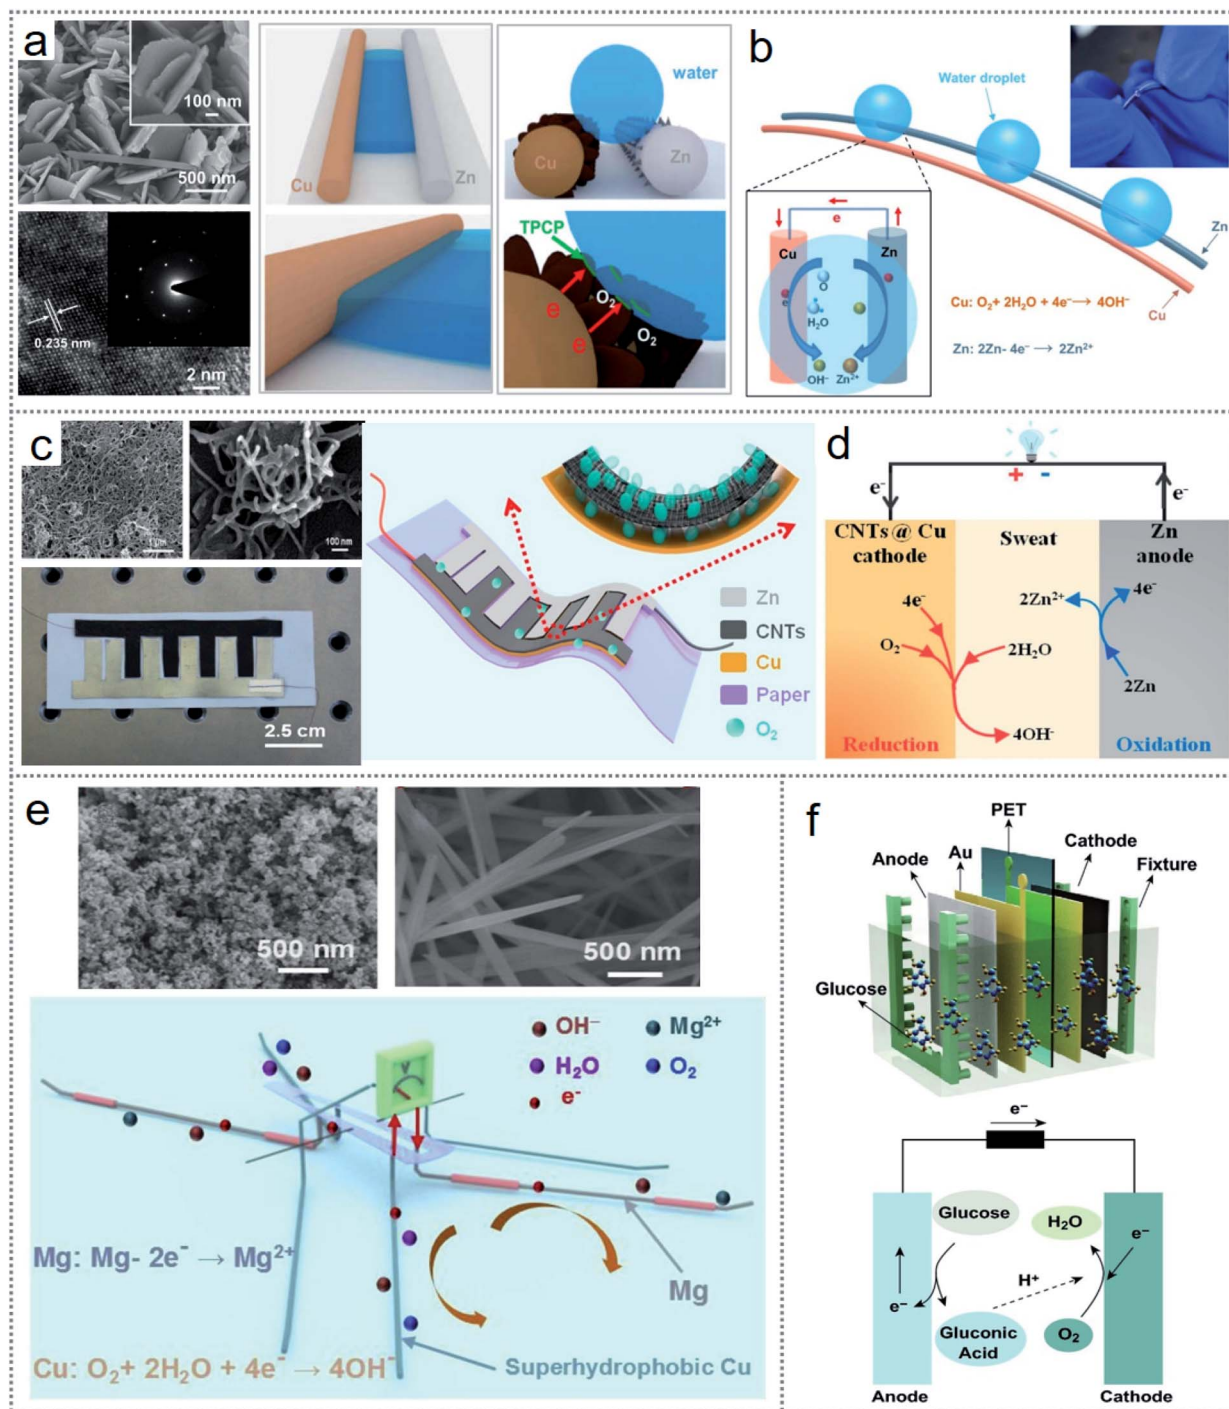 a
100 nm
500 nm
0.235 nm
2 nm
Cu
Zn
water
Cu
Zn
TPCP
e
e
O₂
O₂
b
Water droplet
Zn
Cu
e
Cu
Zn
e
O
H₂O
OH⁻
Zn²⁺
Cu: O₂+ 2H₂O + 4e⁻→ 4OH⁻
Zn: 2Zn- 4e⁻ → 2Zn²⁺
c
1 μm
100 nm
2.5 cm
Zn
CNTs
Cu
Paper
O₂
d
+ -
e⁻
e⁻
CNTs@ Cu
cathode
Sweat
Zn
anode
4e⁻
O₂
2Zn²⁺
4e⁻
2H₂O
2Zn
4OH⁻
Reduction
Oxidation
e
500 nm
500 nm
OH⁻
Mg²⁺
H₂O
O₂
e⁻
V
Mg: Mg- 2e⁻ → Mg²⁺
Mg
Cu: O₂+ 2H₂O + 4e⁻ → 4OH⁻
Superhydrophobic Cu
f
PET
Anode
Au
Cathode
Fixture
Glucose
e⁻
Glucose
H₂O
e⁻
e⁻
H⁺
Gluconic
Acid
O₂
Anode
Cathode